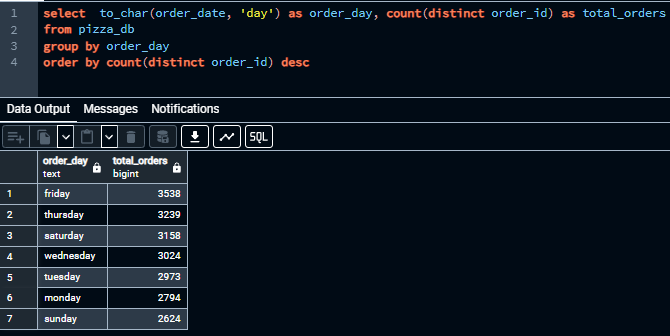 1 select  to_char(order_date, 'day') as order_day, count(distinct order_id) as total_orders
2 from pizza_db
3 group by order_day
4 order by count(distinct order_id) desc
Data Output Messages Notifications
SQL
order_day total_orders
text bigint
1 friday 3538
2 thursday 3239
3 saturday 3158
4 wednesday 3024
5 tuesday 2973
6 monday 2794
7 sunday 2624